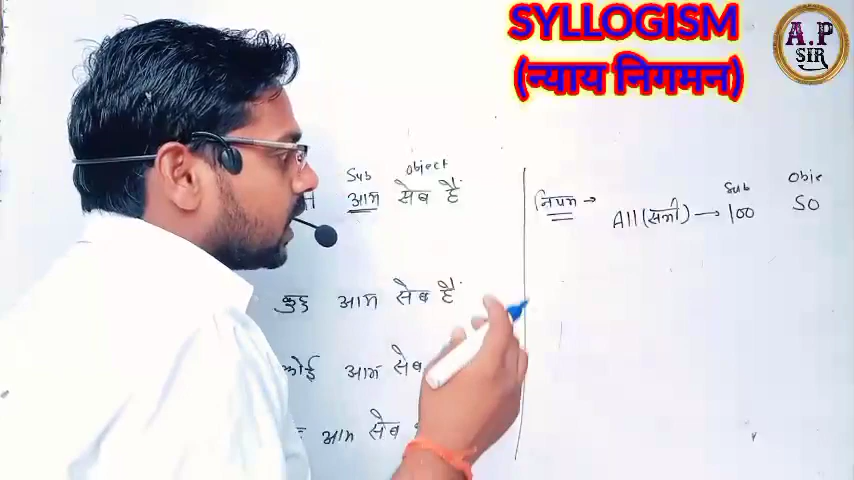 SYLLOGISM
(न्याय निगमन)
A.P
SIR
Sub object
आम सेब है
नियम →
Sub Obje
All (सभी) → 100 50
कुछ आम सेब है
कोई आम सेब
आम सेब